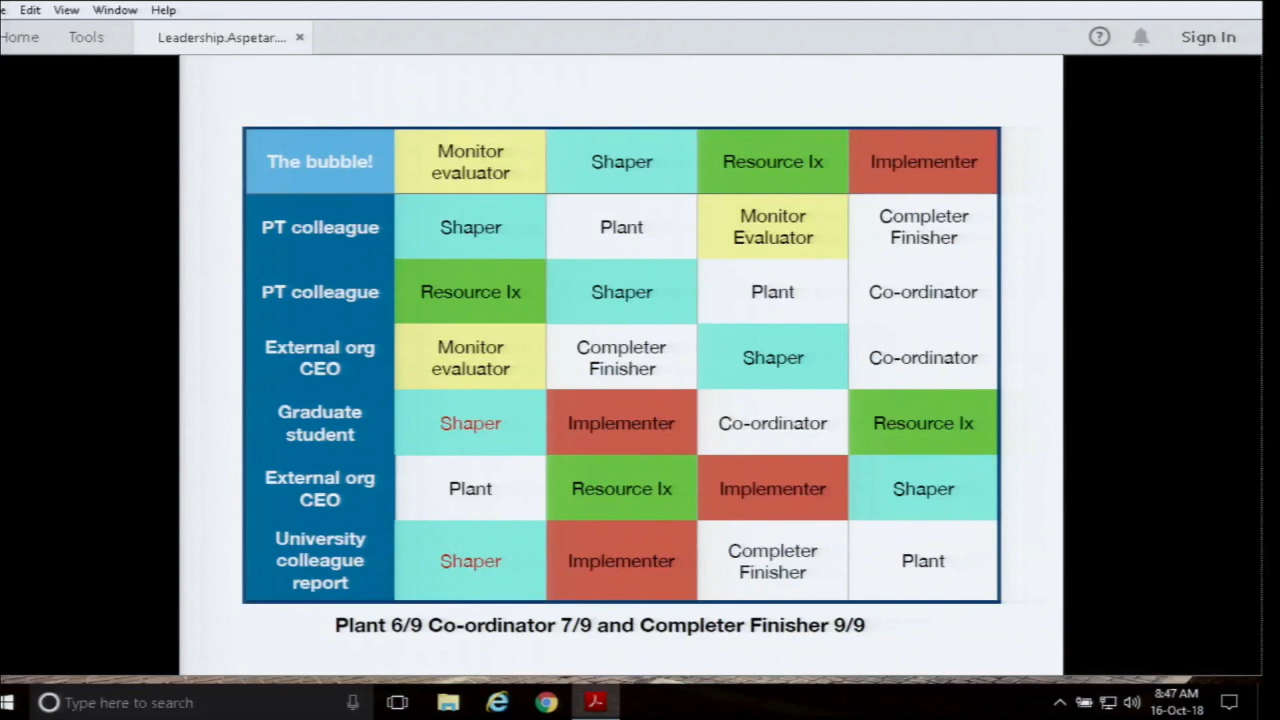 Edit View Window Help
Home Tools Leadership.Aspetar.... × ? Sign In
The bubble! Monitor evaluator Shaper Resource Ix Implementer
PT colleague Shaper Plant Monitor Evaluator Completer Finisher
PT colleague Resource Ix Shaper Plant Co-ordinator
External org CEO Monitor evaluator Completer Finisher Shaper Co-ordinator
Graduate student Shaper Implementer Co-ordinator Resource Ix
External org CEO Plant Resource Ix Implementer Shaper
University colleague report Shaper Implementer Completer Finisher Plant
Plant 6/9 Co-ordinator 7/9 and Completer Finisher 9/9
Type here to search
8:47 AM
16-Oct-18